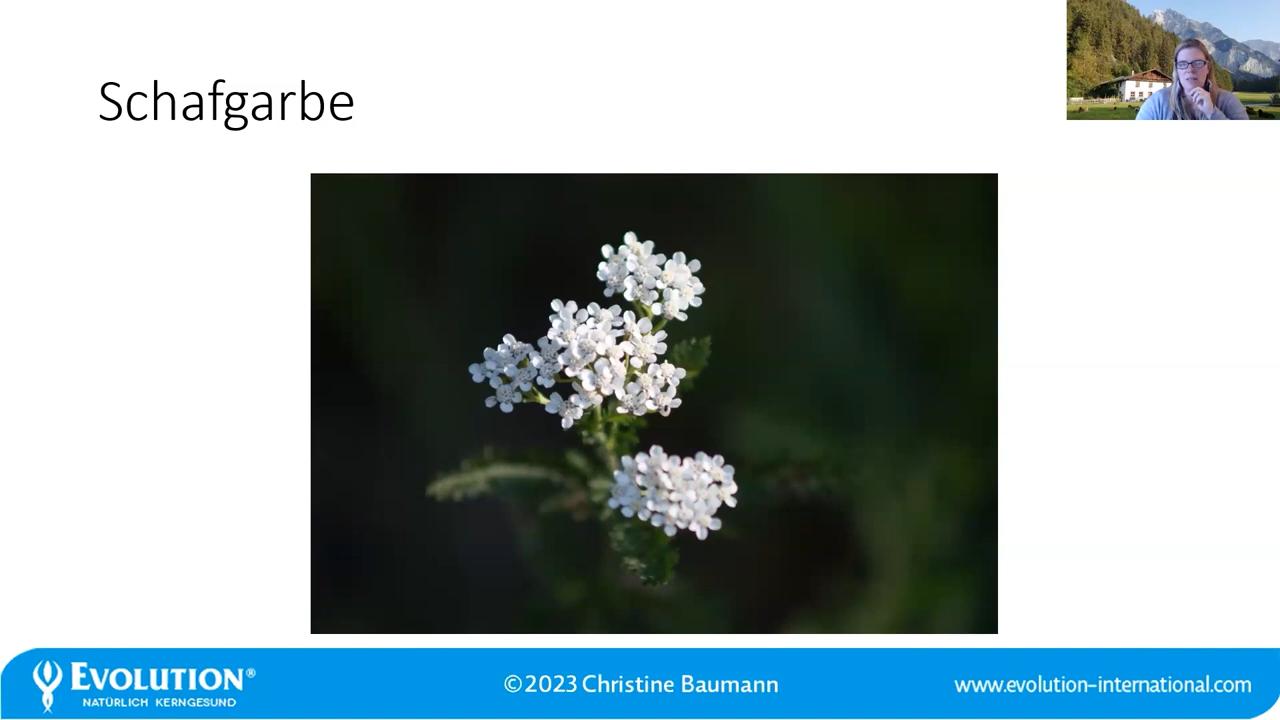 Schafgarbe
EVOLUTION®
NATÜRLICH KERNGESUND
©2023 Christine Baumann
www.evolution-international.com